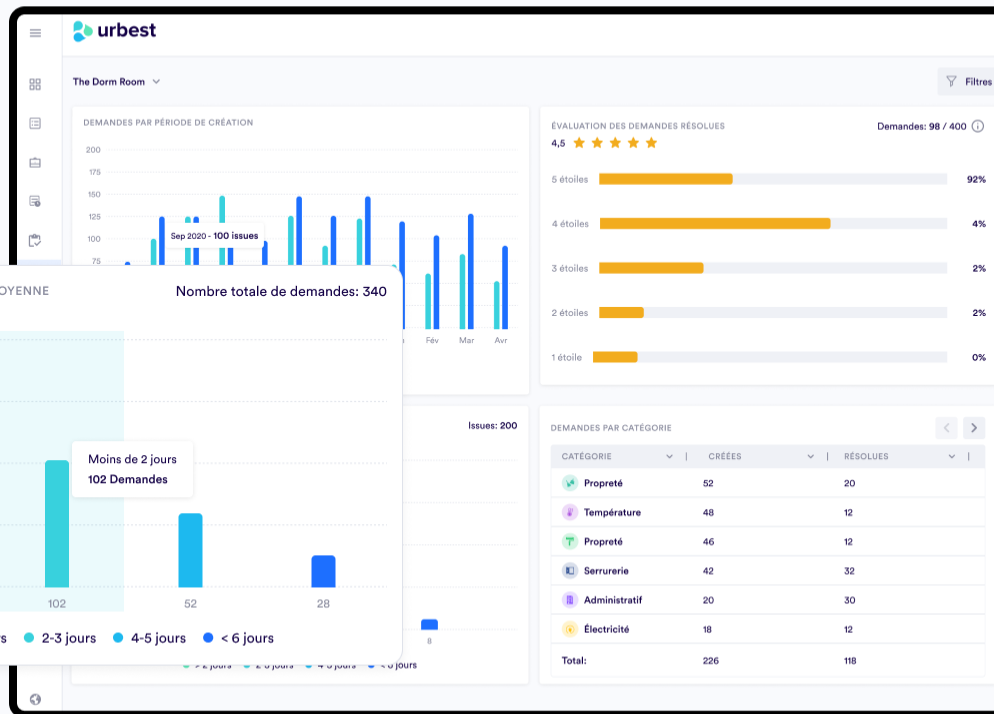 urbest
The Dorm Room
Filtres
DEMANDES PAR PÉRIODE DE CRÉATION
200
175
150
125
100
75
Sep 2020 - 100 issues
Fév
Mar
Avr
ÉVALUATION DES DEMANDES RÉSOLUES
Demandes: 98 / 400
4,5
5 étoiles 92%
4 étoiles 4%
3 étoiles 2%
2 étoiles 2%
1 étoile 0%
OYENNE
Nombre totale de demandes: 340
Moins de 2 jours
102 Demandes
102 52 28
s 2-3 jours 4-5 jours < 6 jours
Issues: 200
8
DEMANDES PAR CATÉGORIE
CATÉGORIE CRÉÉES RÉSOLUES
Propreté 52 20
Température 48 12
Propreté 46 12
Serrurerie 42 32
Administratif 20 30
Électricité 18 12
Total: 226 118